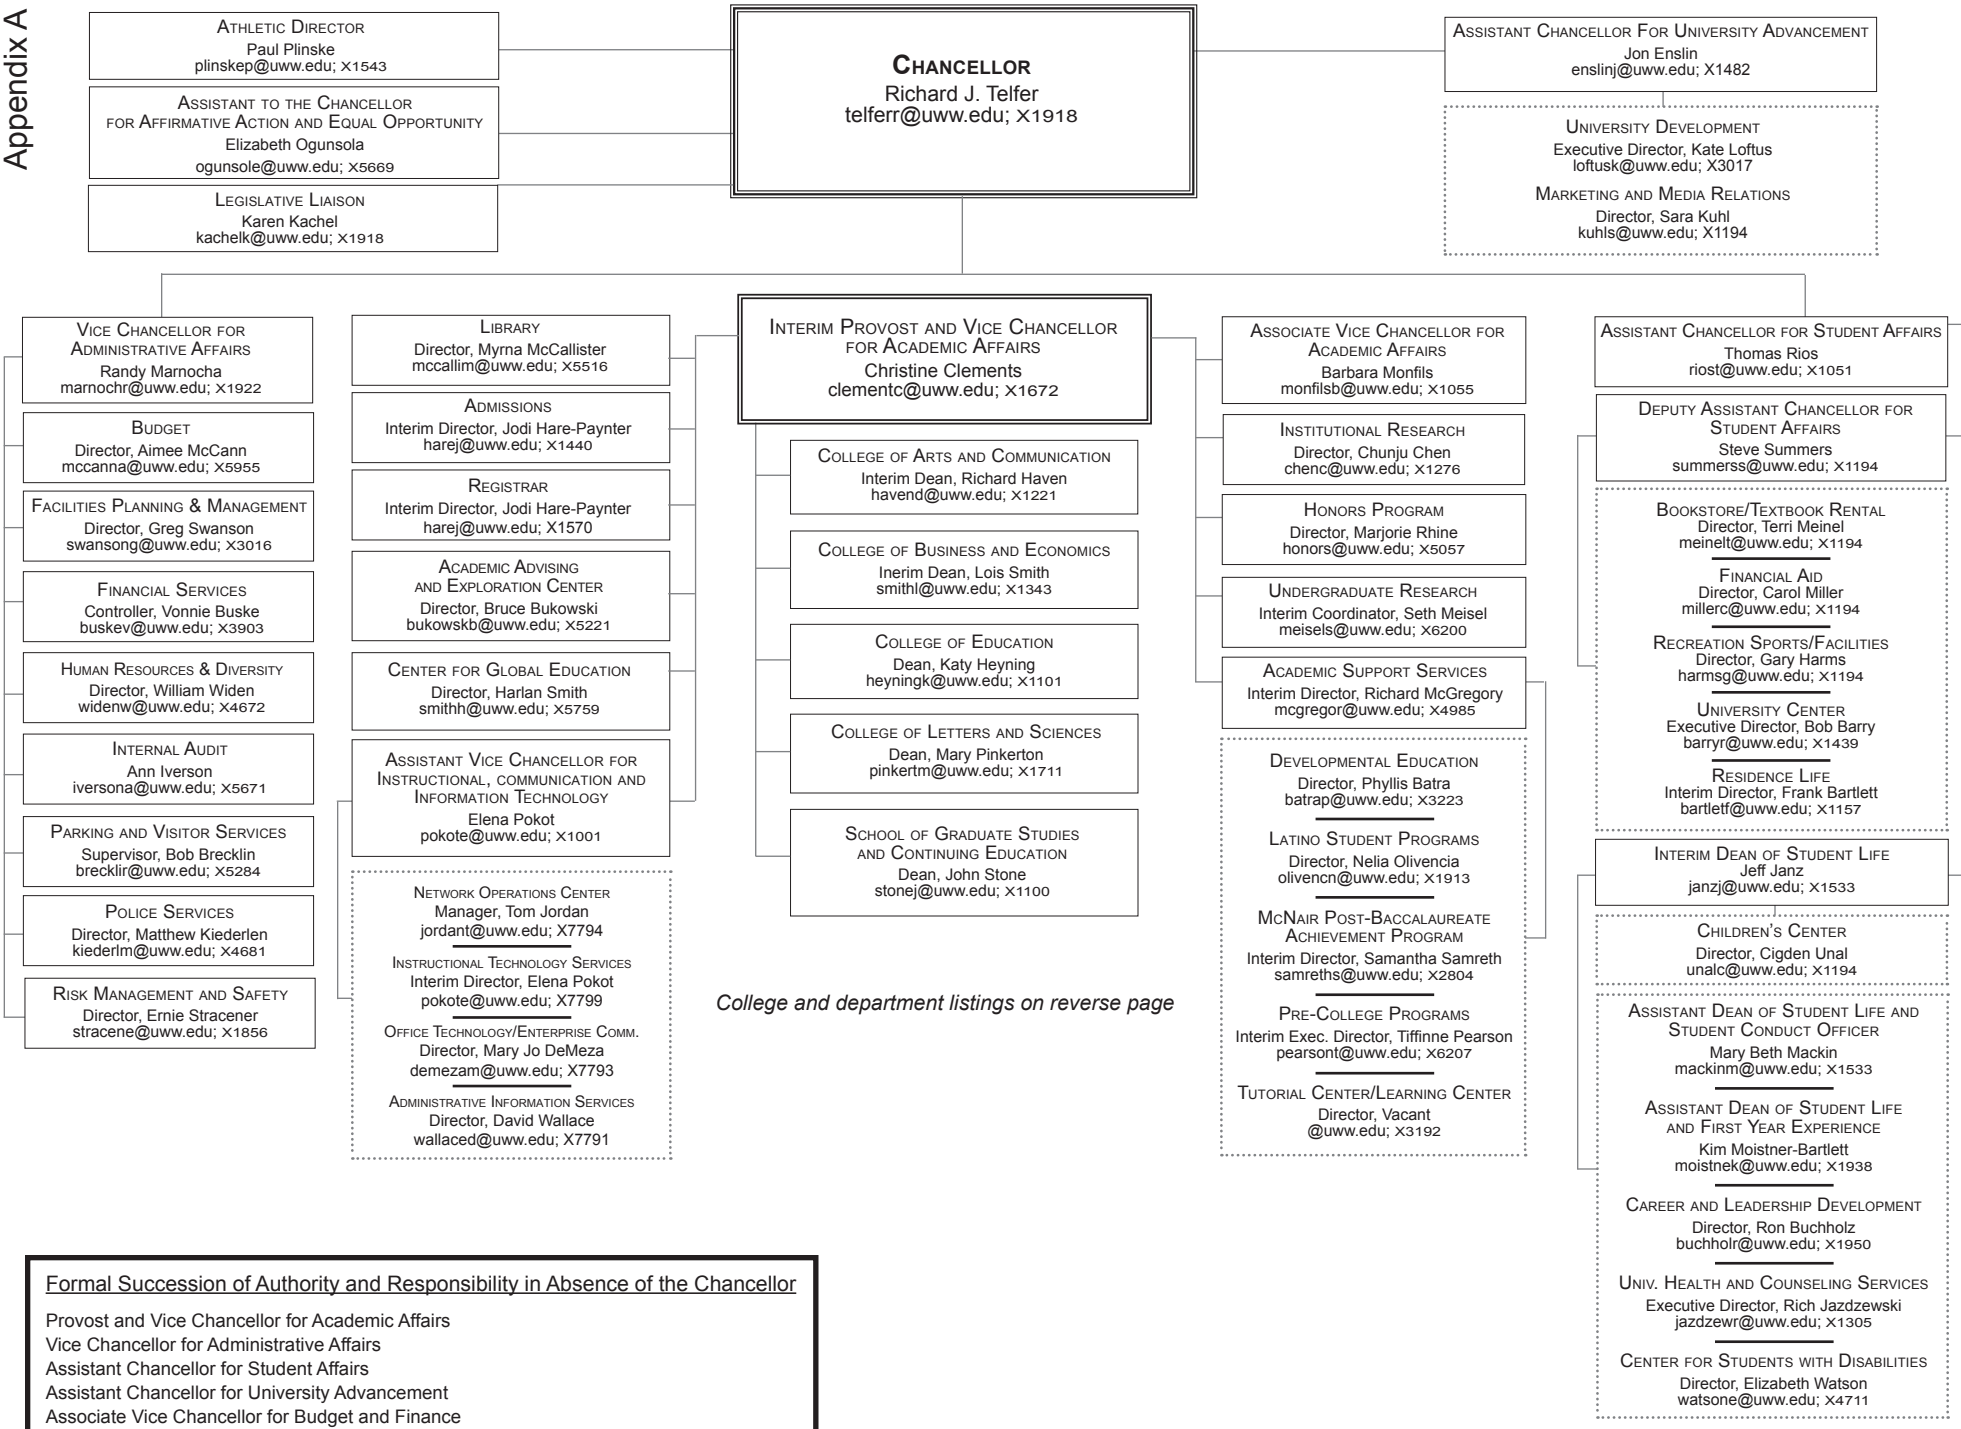 Appendix A
Athletic Director
Paul Plinske
plinskep@uww.edu; x1543
Assistant to the Chancellor
for Affirmative Action and Equal Opportunity
Elizabeth Ogunsola
ogunsole@uww.edu; x5669
Legislative Liaison
Karen Kachel
kachelk@uww.edu; x1918
Chancellor
Richard J. Telfer
telferr@uww.edu; x1918
Assistant Chancellor For University Advancement
Jon Enslin
enslinj@uww.edu; X1482
University Development
Executive Director, Kate Loftus
loftusk@uww.edu; X3017
Marketing and Media Relations
Director, Sara Kuhl
kuhls@uww.edu; X1194
Vice Chancellor for
Administrative Affairs
Randy Marnocha
marnochr@uww.edu; x1922
Budget
Director, Aimee McCann
mccanna@uww.edu; x5955
Facilities Planning & Management
Director, Greg Swanson
swansong@uww.edu; x3016
Financial Services
Controller, Vonnie Buske
buskev@uww.edu; x3903
Human Resources & Diversity
Director, William Widen
widenw@uww.edu; x4672
Internal Audit
Ann Iverson
iversona@uww.edu; x5671
Parking and Visitor Services
Supervisor, Bob Brecklin
brecklir@uww.edu; x5284
Police Services
Director, Matthew Kiederlen
kiederlm@uww.edu; x4681
Risk Management and Safety
Director, Ernie Stracener
stracene@uww.edu; x1856
Library
Director, Myrna McCallister
mccallim@uww.edu; x5516
Admissions
Interim Director, Jodi Hare-Paynter
harej@uww.edu; x1440
Registrar
Interim Director, Jodi Hare-Paynter
harej@uww.edu; X1570
Academic Advising
and Exploration Center
Director, Bruce Bukowski
bukowskb@uww.edu; x5221
Center for Global Education
Director, Harlan Smith
smithh@uww.edu; x5759
Assistant Vice Chancellor for
Instructional, communication and
Information Technology
Elena Pokot
pokote@uww.edu; x1001
Network Operations Center
Manager, Tom Jordan
jordant@uww.edu; X7794
Instructional Technology Services
Interim Director, Elena Pokot
pokote@uww.edu; X7799
Office Technology/Enterprise Comm.
Director, Mary Jo DeMeza
demezam@uww.edu; X7793
Administrative Information Services
Director, David Wallace
wallaced@uww.edu; X7791
Interim Provost and Vice Chancellor
for Academic Affairs
Christine Clements
clementc@uww.edu; x1672
College of Arts and Communication
Interim Dean, Richard Haven
havend@uww.edu; x1221
College of Business and Economics
Inerim Dean, Lois Smith
smithl@uww.edu; x1343
College of Education
Dean, Katy Heyning
heyningk@uww.edu; x1101
College of Letters and Sciences
Dean, Mary Pinkerton
pinkertm@uww.edu; x1711
School of Graduate Studies
and Continuing Education
Dean, John Stone
stonej@uww.edu; x1100
College and department listings on reverse page
Associate Vice Chancellor for
Academic Affairs
Barbara Monfils
monfilsb@uww.edu; x1055
Institutional Research
Director, Chunju Chen
chenc@uww.edu; x1276
Honors Program
Director, Marjorie Rhine
honors@uww.edu; x5057
Undergraduate Research
Interim Coordinator, Seth Meisel
meisels@uww.edu; x6200
Academic Support Services
Interim Director, Richard McGregory
mcgregor@uww.edu; x4985
Developmental Education
Director, Phyllis Batra
batrap@uww.edu; x3223
Latino Student Programs
Director, Nelia Olivencia
olivencn@uww.edu; x1913
McNair Post-Baccalaureate
Achievement Program
Interim Director, Samantha Samreth
samreths@uww.edu; x2804
Pre-College Programs
Interim Exec. Director, Tiffinne Pearson
pearsont@uww.edu; x6207
Tutorial Center/Learning Center
Director, Vacant
@uww.edu; x3192
Assistant Chancellor for Student Affairs
Thomas Rios
riost@uww.edu; x1051
Deputy Assistant Chancellor for
Student Affairs
Steve Summers
summerss@uww.edu; x1194
Bookstore/Textbook Rental
Director, Terri Meinel
meinelt@uww.edu; x1194
Financial Aid
Director, Carol Miller
millerc@uww.edu; x1194
Recreation Sports/Facilities
Director, Gary Harms
harmsg@uww.edu; x1194
University Center
Executive Director, Bob Barry
barryr@uww.edu; x1439
Residence Life
Interim Director, Frank Bartlett
bartletf@uww.edu; x1157
Interim Dean of Student Life
Jeff Janz
janzj@uww.edu; x1533
Children's Center
Director, Cigden Unal
unalc@uww.edu; x1194
Assistant Dean of Student Life and
Student Conduct Officer
Mary Beth Mackin
mackinm@uww.edu; x1533
Assistant Dean of Student Life
and First Year Experience
Kim Moistner-Bartlett
moistnek@uww.edu; x1938
Career and Leadership Development
Director, Ron Buchholz
buchholr@uww.edu; x1950
Univ. Health and Counseling Services
Executive Director, Rich Jazdzewski
jazdzewr@uww.edu; x1305
Center for Students with Disabilities
Director, Elizabeth Watson
watsone@uww.edu; x4711
Formal Succession of Authority and Responsibility in Absence of the Chancellor
Provost and Vice Chancellor for Academic Affairs
Vice Chancellor for Administrative Affairs
Assistant Chancellor for Student Affairs
Assistant Chancellor for University Advancement
Associate Vice Chancellor for Budget and Finance